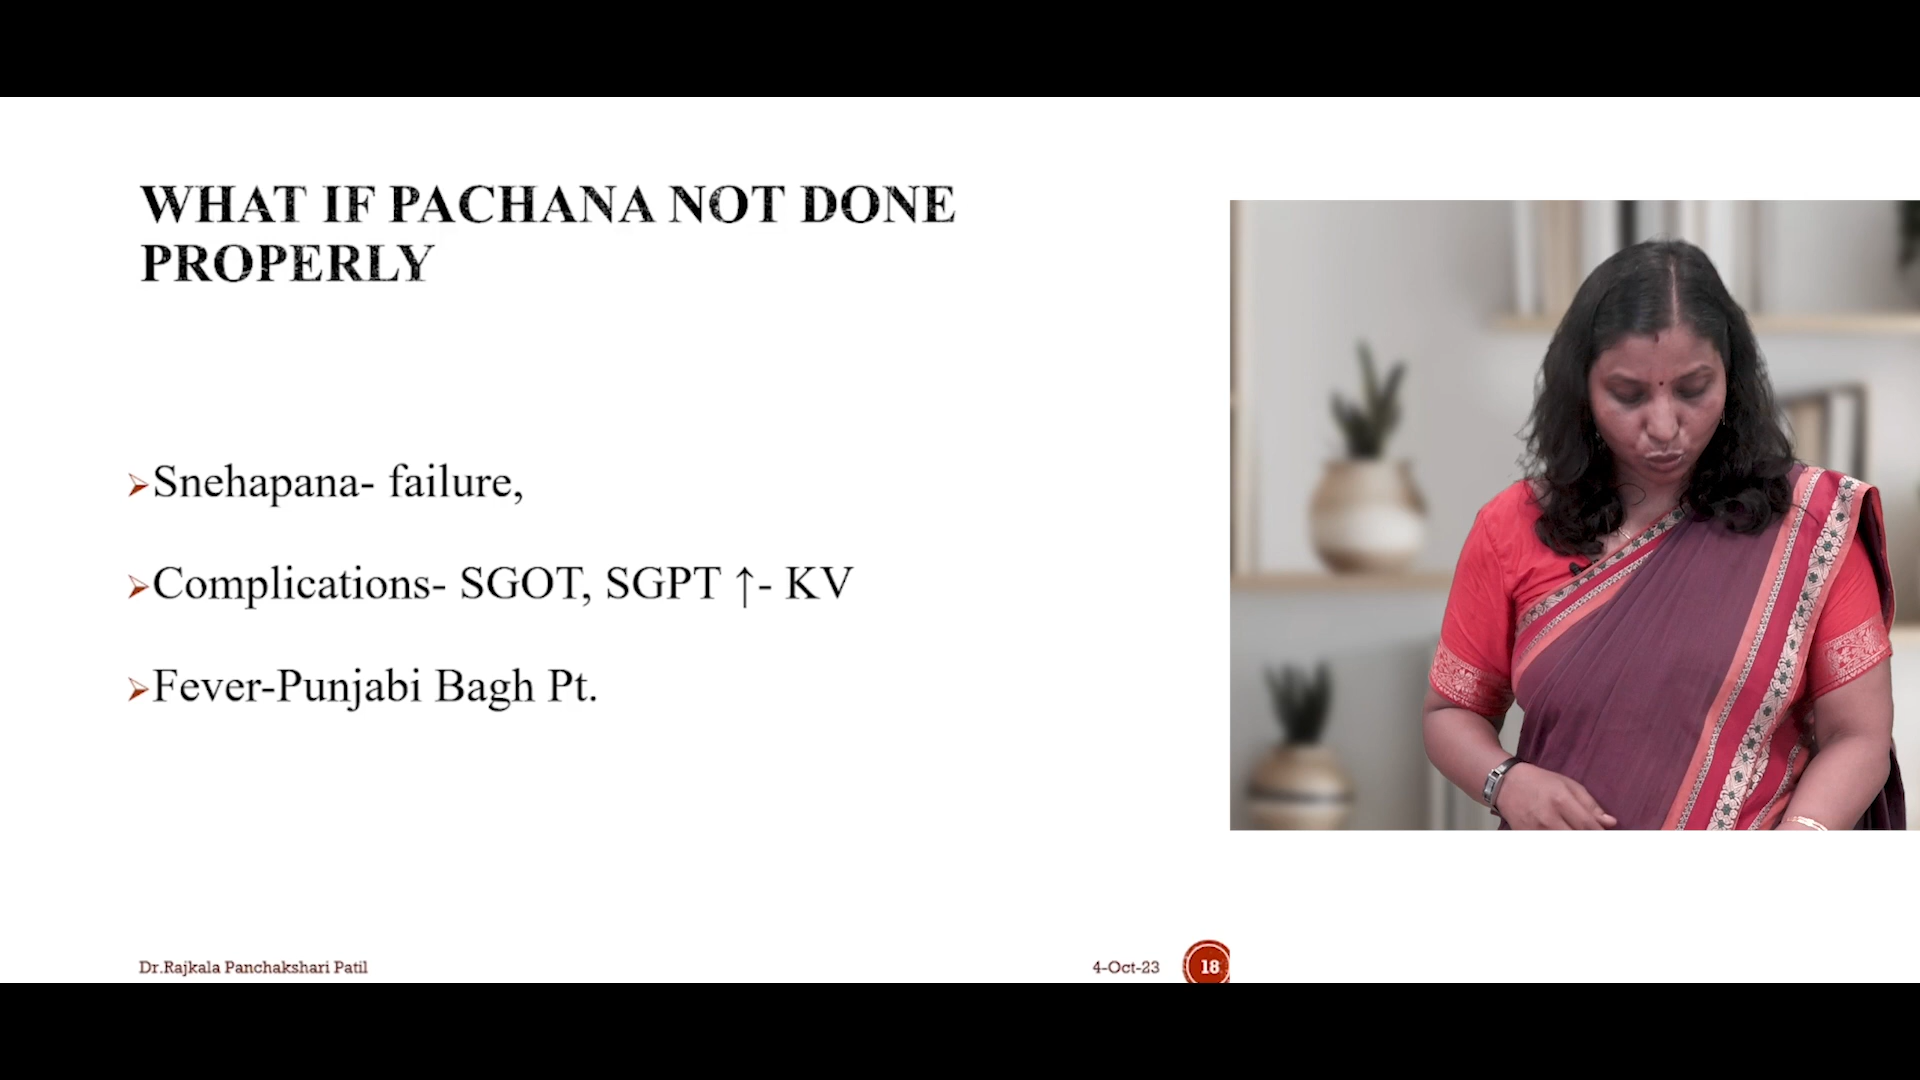 WHAT IF PACHANA NOT DONE
PROPERLY
➢Snehapana- failure,
➢Complications- SGOT, SGPT ↑- KV
➢Fever-Punjabi Bagh Pt.
Dr.Rajkala Panchakshari Patil
4-Oct-23
18